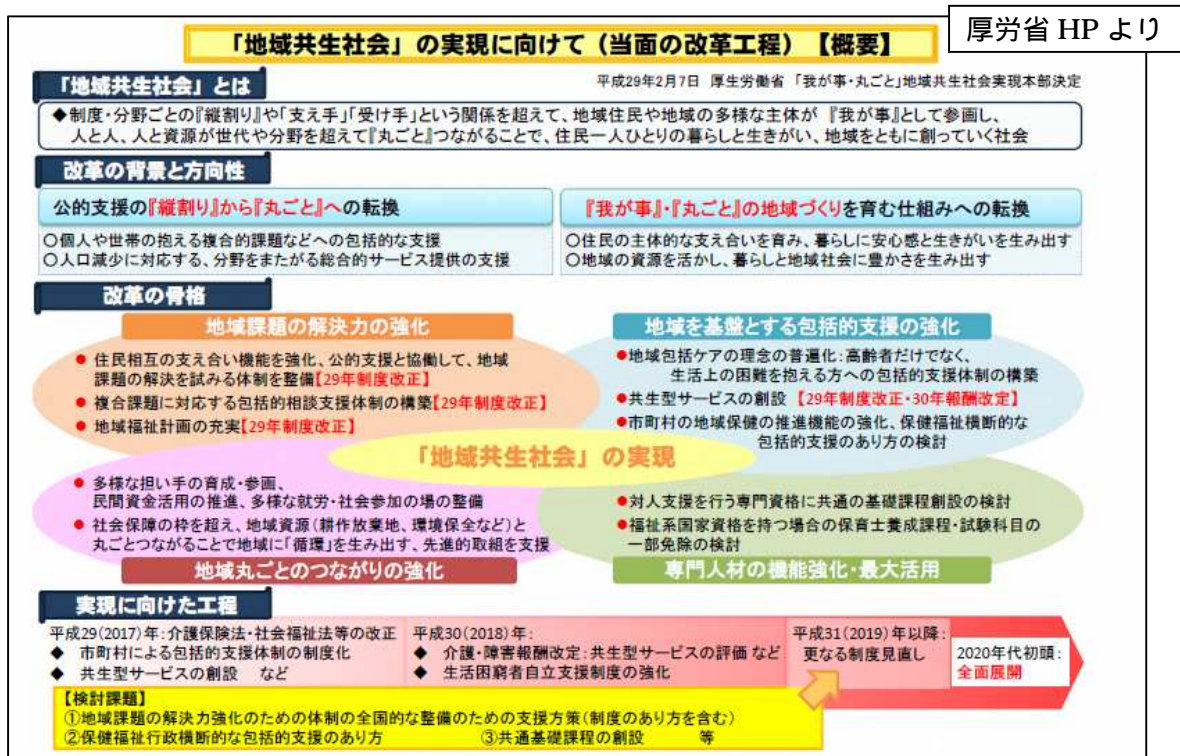 厚労省 HP より
「地域共生社会」の実現に向けて(当面の改革工程)【概要】
「地域共生社会」とは
平成29年2月7日 厚生労働省 「我が事・丸ごと」地域共生社会実現本部決定
◆制度・分野ごとの『縦割り』や「支え手」「受け手」という関係を超えて、地域住民や地域の多様な主体が 『我が事』として参画し、
人と人、人と資源が世代や分野を超えて『丸ごと』つながることで、住民一人ひとりの暮らしと生きがい、地域をともに創っていく社会
改革の背景と方向性
公的支援の『縦割り』から『丸ごと』への転換
○個人や世帯の抱える複合的課題などへの包括的な支援
○人口減少に対応する、分野をまたがる総合的サービス提供の支援
『我が事』・『丸ごと』の地域づくりを育む仕組みへの転換
○住民の主体的な支え合いを育み、暮らしに安心感と生きがいを生み出す
○地域の資源を活かし、暮らしと地域社会に豊かさを生み出す
改革の骨格
地域課題の解決力の強化
● 住民相互の支え合い機能を強化、公的支援と協働して、地域
課題の解決を試みる体制を整備【29年制度改正】
● 複合課題に対応する包括的相談支援体制の構築【29年制度改正】
● 地域福祉計画の充実【29年制度改正】
地域を基盤とする包括的支援の強化
●地域包括ケアの理念の普遍化:高齢者だけでなく、
生活上の困難を抱える方への包括的支援体制の構築
●共生型サービスの創設 【29年制度改正・30年報酬改定】
●市町村の地域保健の推進機能の強化、保健福祉横断的な
包括的支援のあり方の検討
「地域共生社会」の実現
● 多様な担い手の育成・参画、
民間資金活用の推進、多様な就労・社会参加の場の整備
● 社会保障の枠を超え、地域資源(耕作放棄地、環境保全など)と
丸ごとつながることで地域に「循環」を生み出す、先進的取組を支援
地域丸ごとのつながりの強化
● 対人支援を行う専門資格に共通の基礎課程創設の検討
● 福祉系国家資格を持つ場合の保育士養成課程・試験科目の
一部免除の検討
専門人材の機能強化・最大活用
実現に向けた工程
平成29(2017)年:介護保険法・社会福祉法等の改正
◆ 市町村による包括的支援体制の制度化
◆ 共生型サービスの創設 など
平成30(2018)年:
◆ 介護・障害報酬改定:共生型サービスの評価 など
◆ 生活困窮者自立支援制度の強化
平成31(2019)年以降:
更なる制度見直し
2020年代初頭:
全面展開
【検討課題】
①地域課題の解決力強化のための体制の全国的な整備のための支援方策(制度のあり方を含む)
②保健福祉行政横断的な包括的支援のあり方 ③共通基礎課程の創設 等